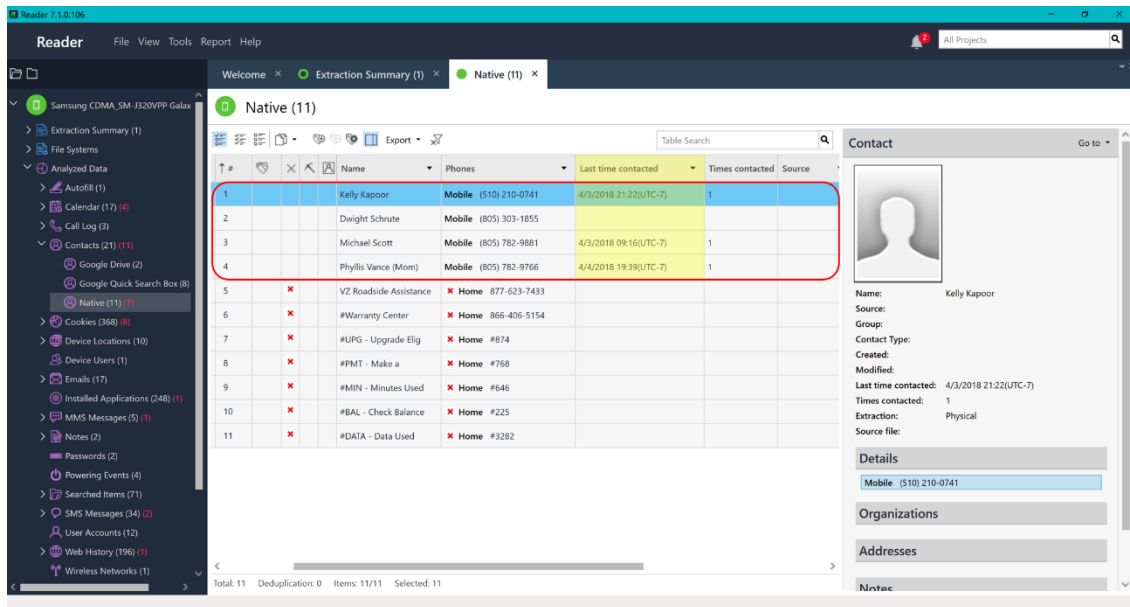 Reader 7.1.0.106
Reader File View Tools Report Help
2
All Projects
Welcome × Extraction Summary (1) × Native (11) ×
Samsung CDMA_SM-J320VPP Galax
Extraction Summary (1)
File Systems
Analyzed Data
Autofill (1)
Calendar (17) (4)
Call Log (3)
Contacts (21) (11)
Google Drive (2)
Google Quick Search Box (8)
Native (11) (7)
Cookies (368) (8)
Device Locations (10)
Device Users (1)
Emails (17)
Installed Applications (248) (1)
MMS Messages (5) (1)
Notes (2)
Passwords (2)
Powering Events (4)
Searched Items (71)
SMS Messages (34) (2)
User Accounts (12)
Web History (196) (1)
Wireless Networks (1)
Native (11)
Export
Table Search
# Name Phones Last time contacted Times contacted Source
1 Kelly Kapoor Mobile (510) 210-0741 4/3/2018 21:22(UTC-7) 1
2 Dwight Schrute Mobile (805) 303-1855
3 Michael Scott Mobile (805) 782-9881 4/3/2018 09:16(UTC-7) 1
4 Phyllis Vance (Mom) Mobile (805) 782-9766 4/4/2018 19:39(UTC-7) 1
5 VZ Roadside Assistance Home 877-623-7433
6 #Warranty Center Home 866-406-5154
7 #UPG - Upgrade Elig Home #874
8 #PMT - Make a Home #768
9 #MIN - Minutes Used Home #646
10 #BAL - Check Balance Home #225
11 #DATA - Data Used Home #3282
Total: 11 Deduplication: 0 Items: 11/11 Selected: 11
Contact Go to
Name: Kelly Kapoor
Source:
Group:
Contact Type:
Created:
Modified:
Last time contacted: 4/3/2018 21:22(UTC-7)
Times contacted: 1
Extraction: Physical
Source file:
Details
Mobile (510) 210-0741
Organizations
Addresses
Notes